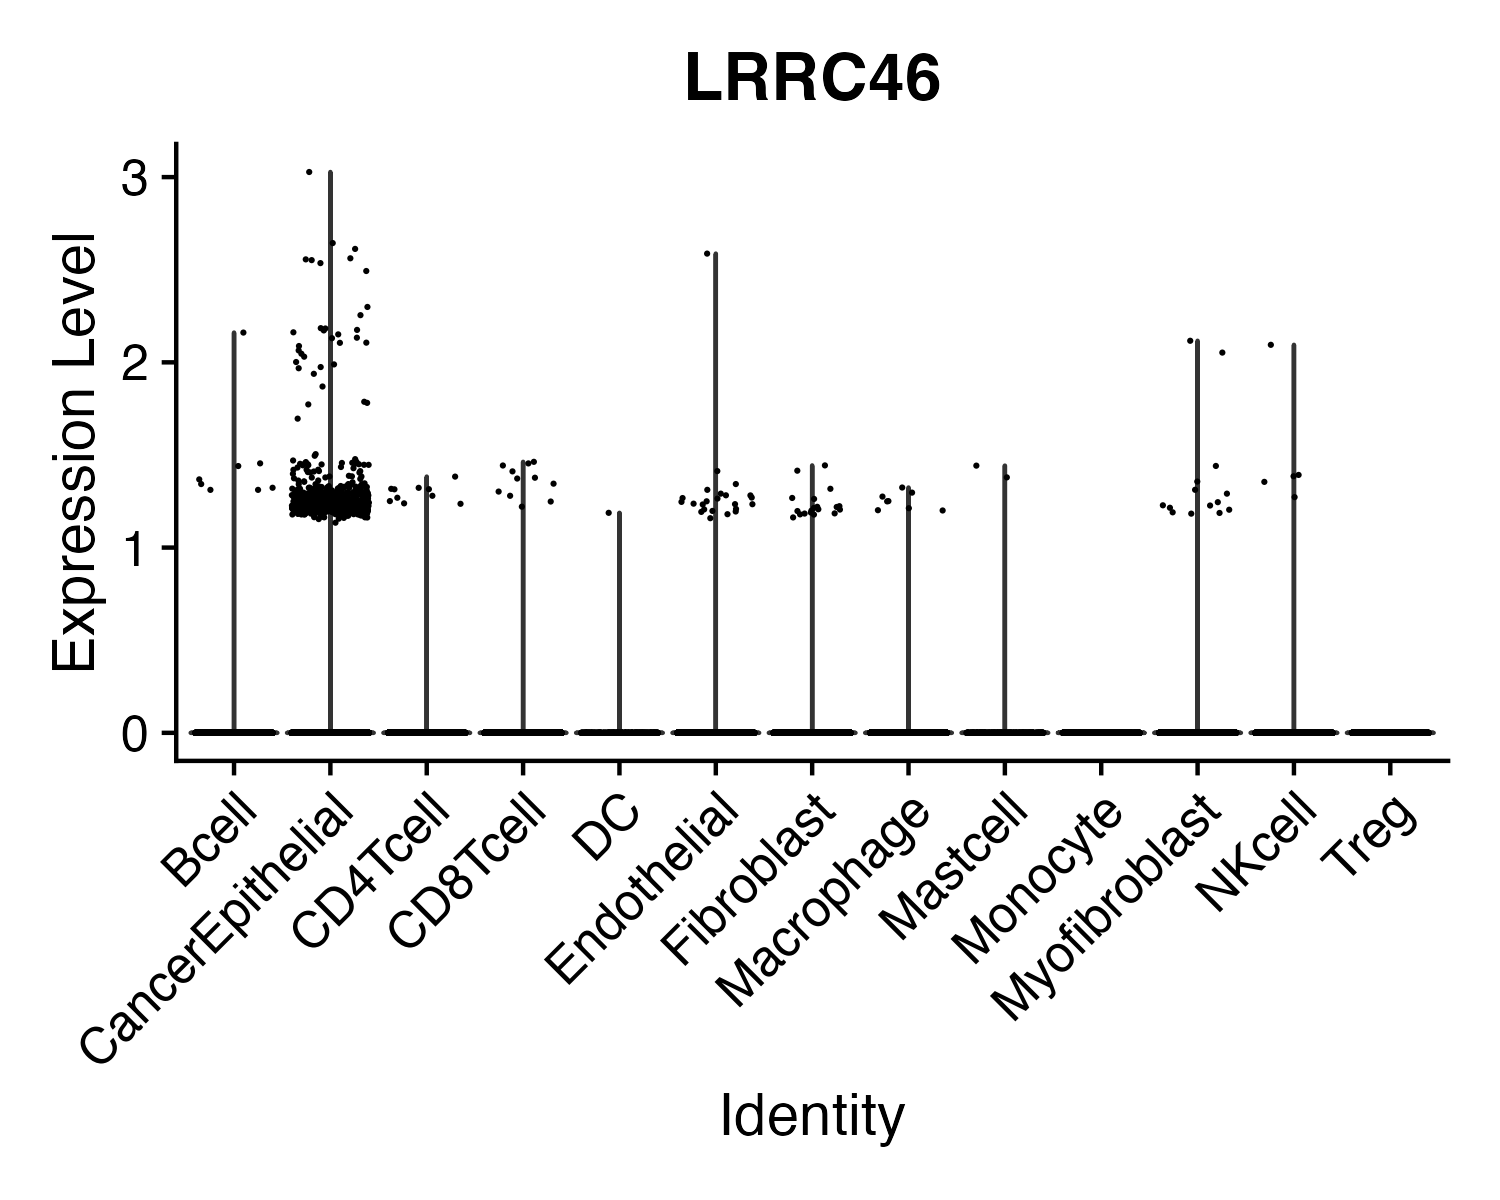 LRRC46
Expression Level
3
2
1
0
Bcell
CancerEpithelial
CD4Tcell
CD8Tcell
DC
Endothelial
Fibroblast
Macrophage
Mastcell
Monocyte
Myofibroblast
NKcell
Treg
Identity